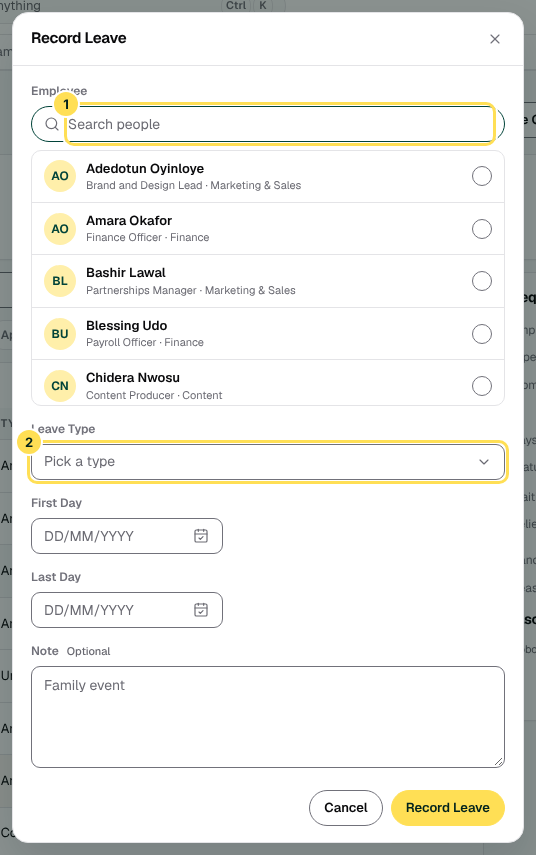 nything
Ctrl K
Record Leave
Employee
1
Search people
AO
Adedotun Oyinloye
Brand and Design Lead · Marketing & Sales
AO
Amara Okafor
Finance Officer · Finance
BL
Bashir Lawal
Partnerships Manager · Marketing & Sales
BU
Blessing Udo
Payroll Officer · Finance
CN
Chidera Nwosu
Content Producer · Content
Leave Type
2
Pick a type
First Day
DD/MM/YYYY
Last Day
DD/MM/YYYY
Note Optional
Family event
Cancel
Record Leave